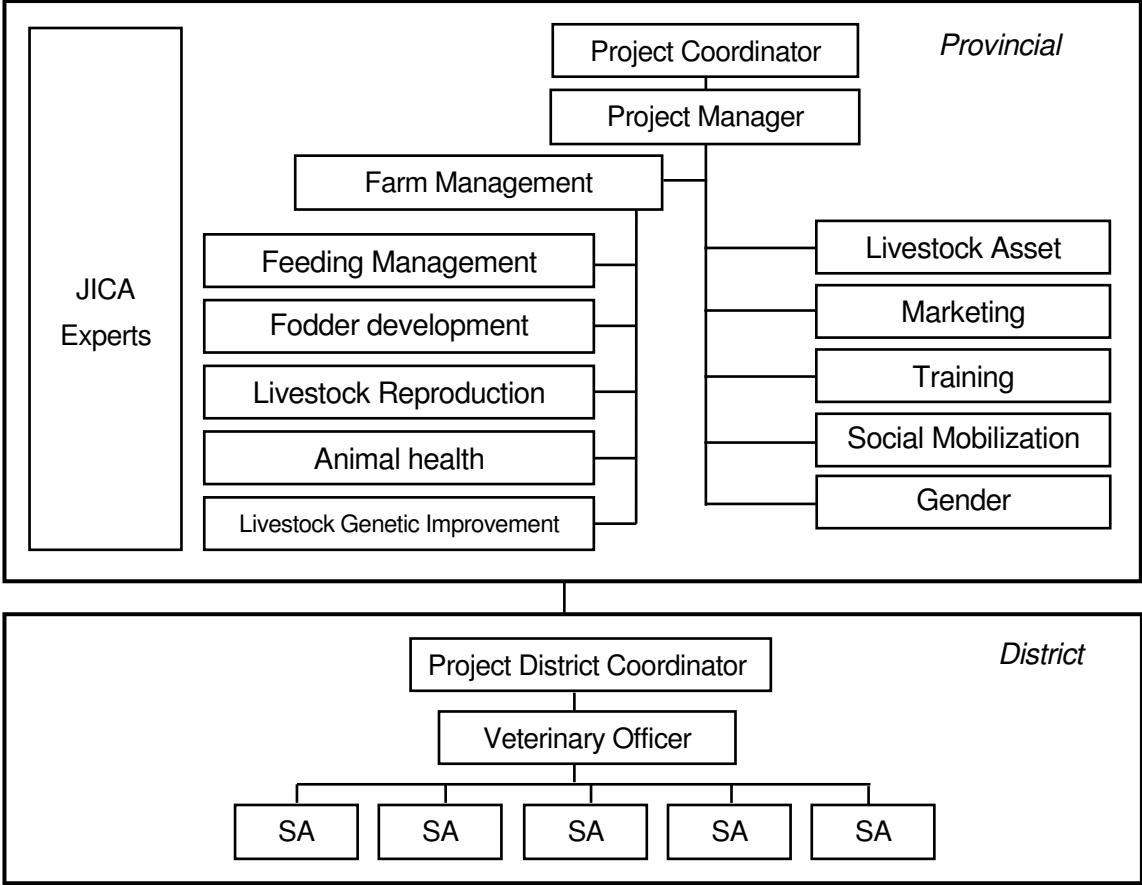 Provincial
Project Coordinator
Project Manager
Farm Management
JICA
Experts
Feeding Management
Fodder development
Livestock Reproduction
Animal health
Livestock Genetic Improvement
Livestock Asset
Marketing
Training
Social Mobilization
Gender
District
Project District Coordinator
Veterinary Officer
SA
SA
SA
SA
SA